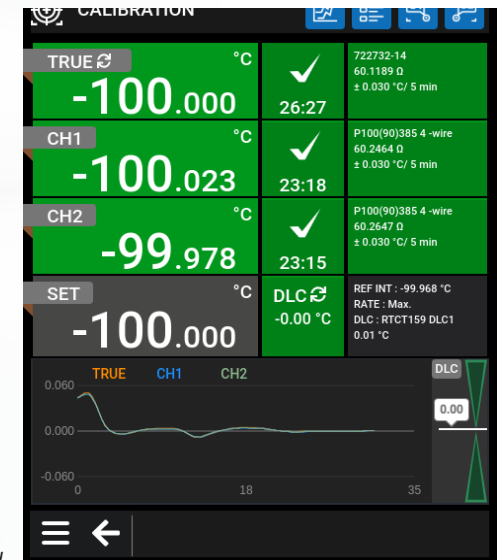 CALIBRATION
TRUE
°C
-100.000
26:27
722732-14
60.1189 Ω
± 0.030 °C/ 5 min
CH1
°C
-100.023
23:18
P100(90)385 4 -wire
60.2464 Ω
± 0.030 °C/ 5 min
CH2
°C
-99.978
23:15
P100(90)385 4 -wire
60.2647 Ω
± 0.030 °C/ 5 min
SET
°C
-100.000
DLC
-0.00 °C
REF INT : -99.968 °C
RATE : Max.
DLC : RTCT159 DLC1
0.01 °C
TRUE CH1 CH2
0.060
0.000
-0.060
0 18 35
DLC
0.00